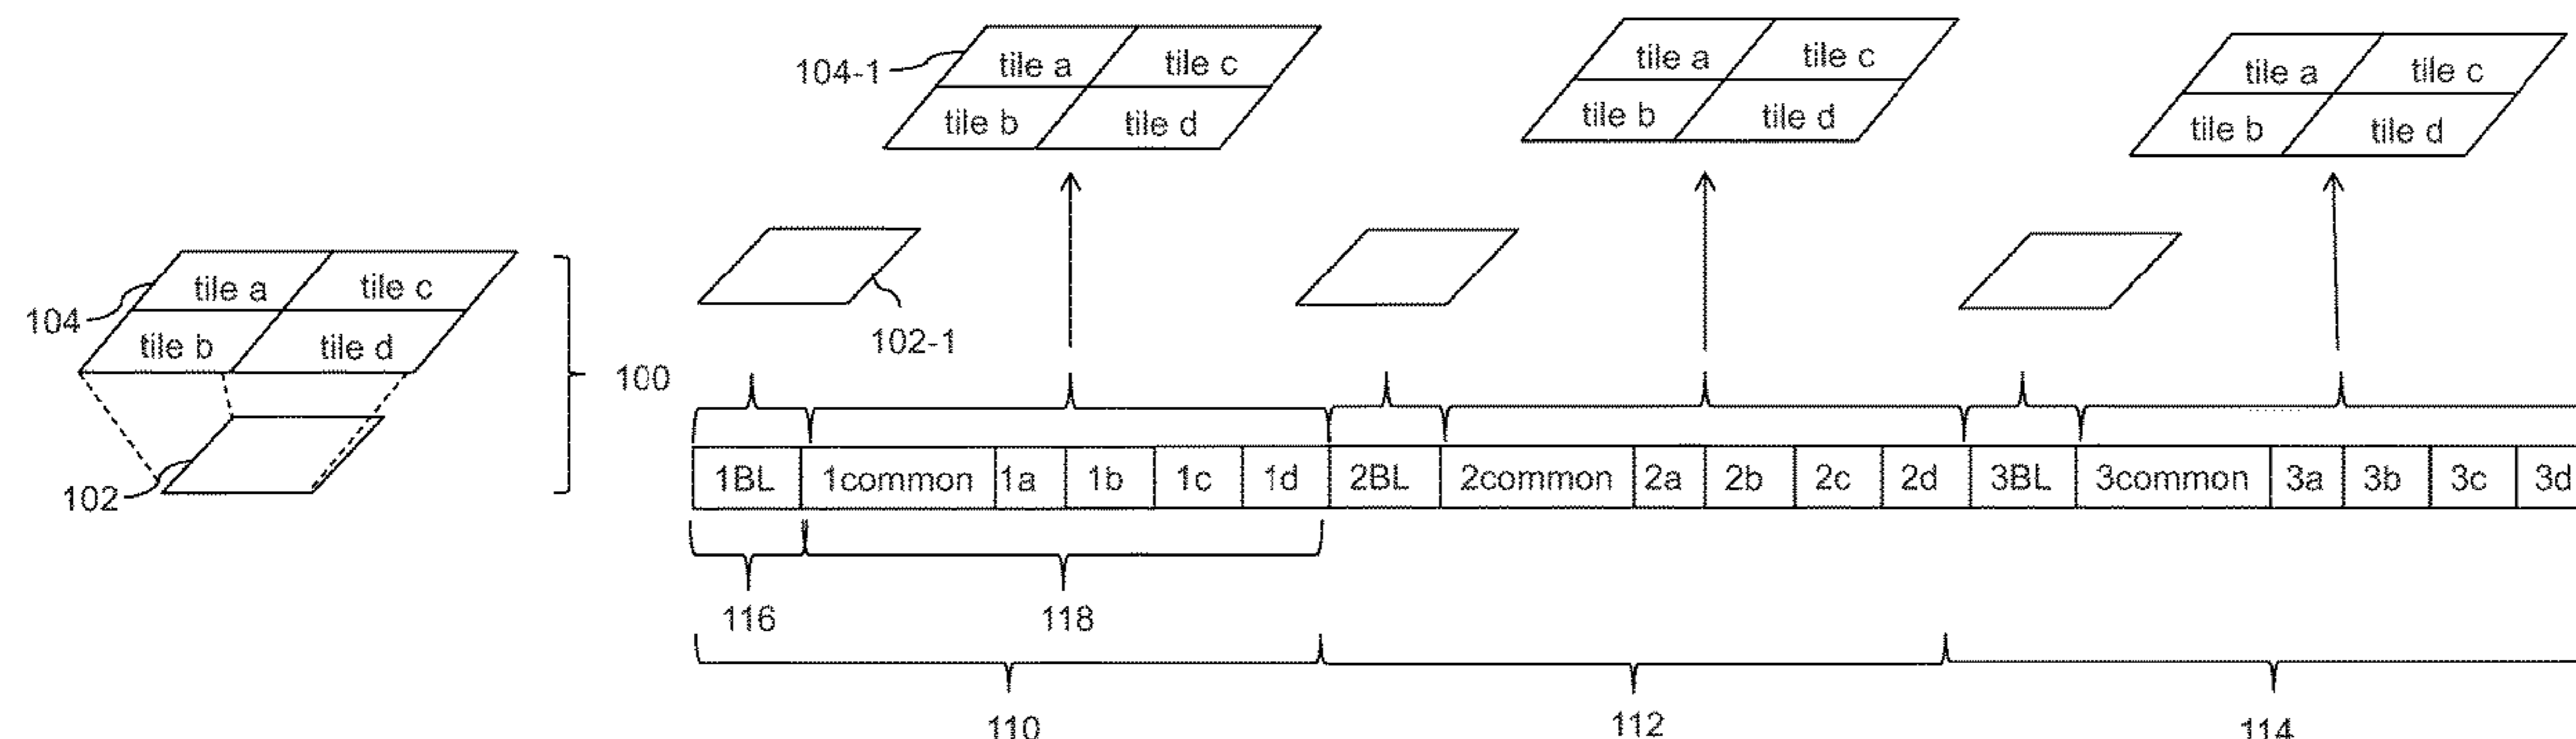 tile a tile c
tile b tile d
104
102
100
104-1
tile a tile c
tile b tile d
102-1
tile a tile c
tile b tile d
tile a tile c
tile b tile d
1BL 1common 1a 1b 1c 1d 2BL 2common 2a 2b 2c 2d 3BL 3common 3a 3b 3c 3d
116 118
110 112 114